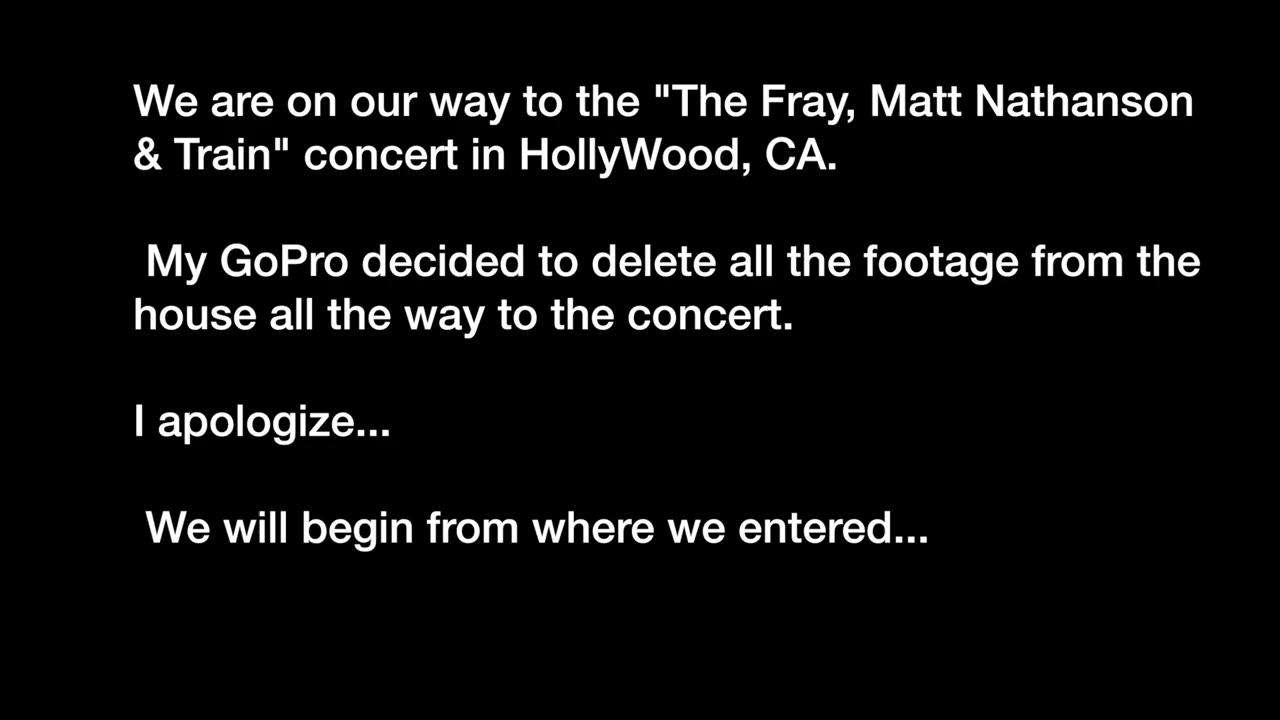 We are on our way to the "The Fray, Matt Nathanson
& Train" concert in HollyWood, CA.
My GoPro decided to delete all the footage from the
house all the way to the concert.
I apologize...
We will begin from where we entered...